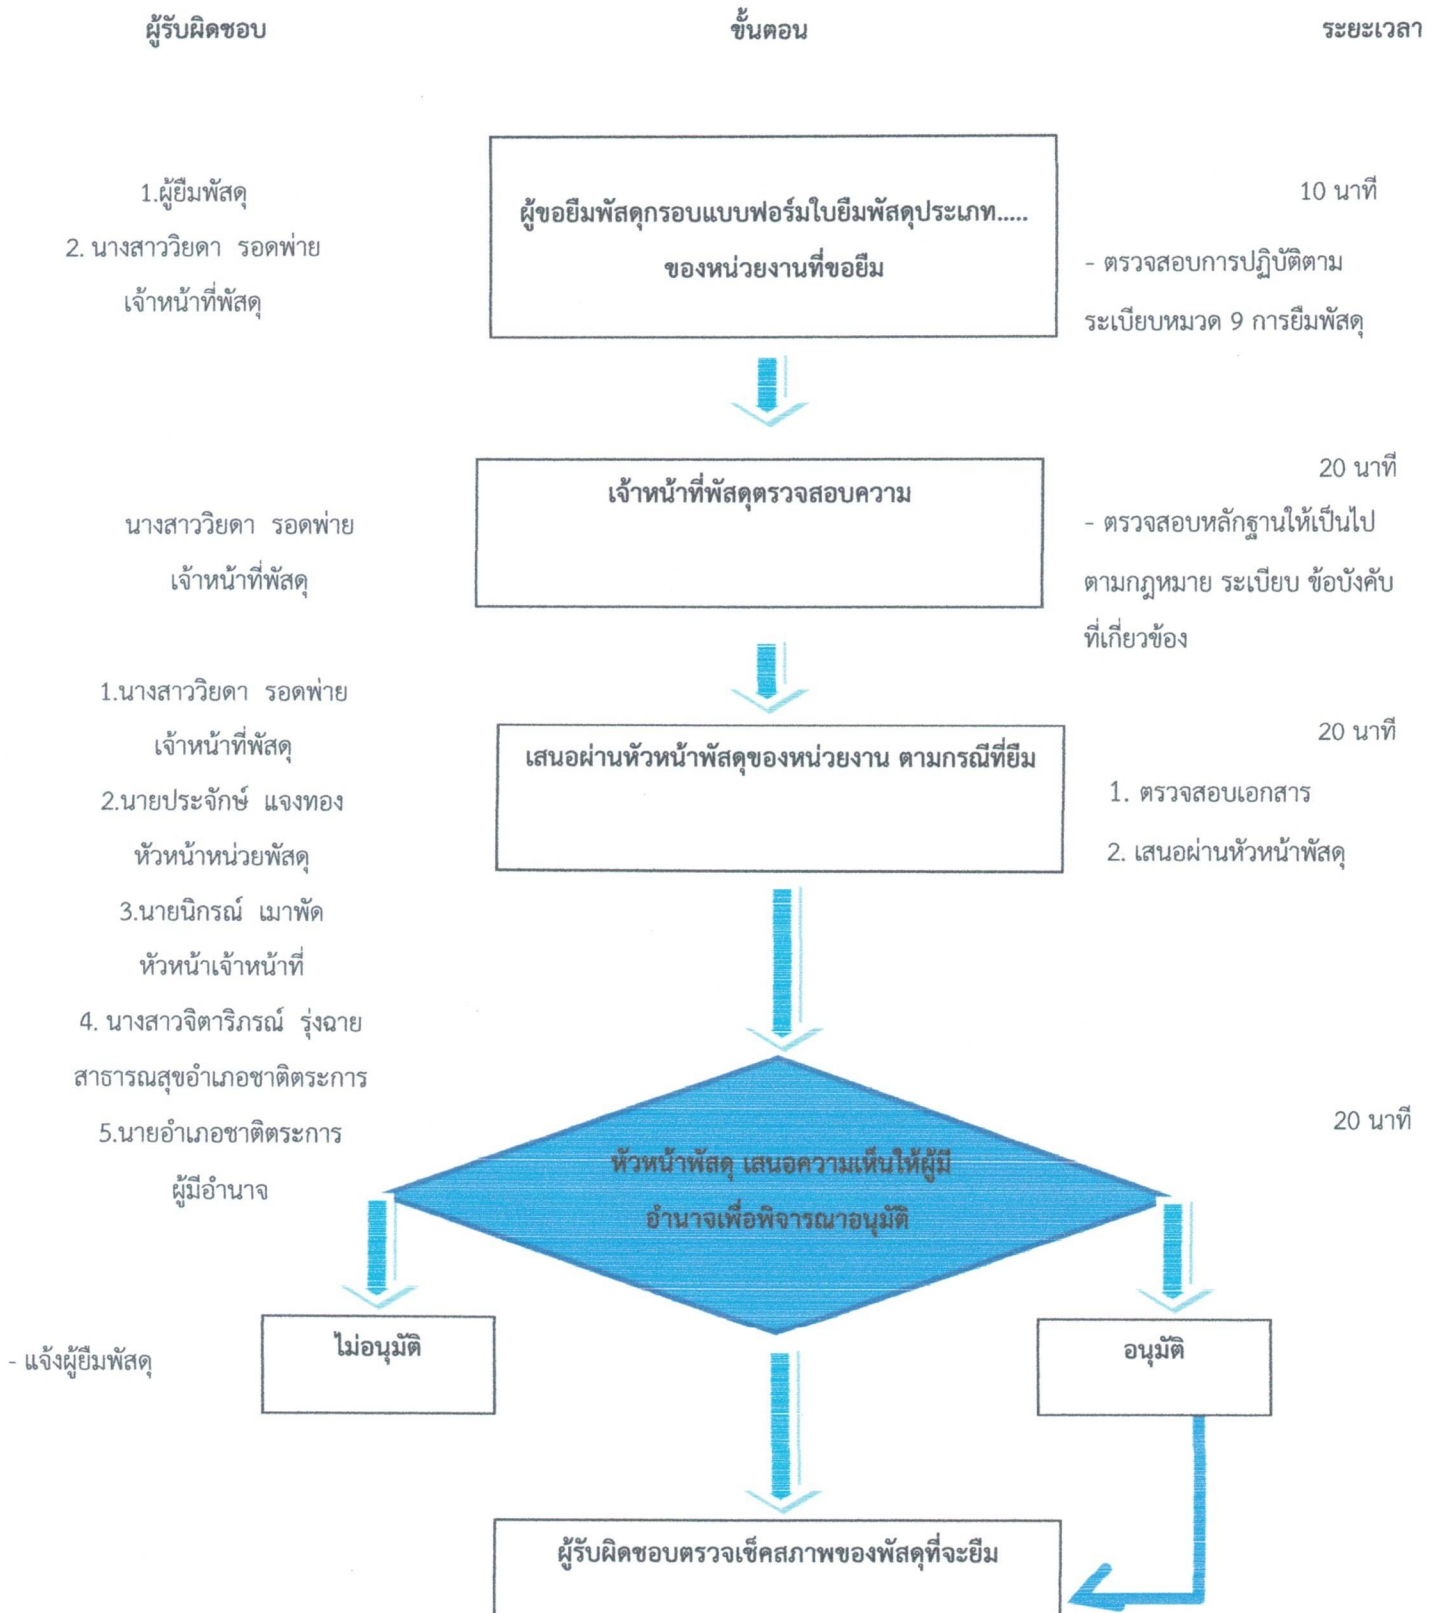 ผู้รับผิดชอบ ขั้นตอน ระยะเวลา
1.ผู้ยืมพัสดุ
2. นางสาววิยดา รอดพ่าย
เจ้าหน้าที่พัสดุ
ผู้ขอยืมพัสดุกรอบแบบฟอร์มใบยืมพัสดุประเภท.....
ของหน่วยงานที่ขอยืม
10 นาที
- ตรวจสอบการปฏิบัติตาม
ระเบียบหมวด 9 การยืมพัสดุ
นางสาววิยดา รอดพ่าย
เจ้าหน้าที่พัสดุ
เจ้าหน้าที่พัสดุตรวจสอบความ
20 นาที
- ตรวจสอบหลักฐานให้เป็นไป
ตามกฎหมาย ระเบียบ ข้อบังคับ
ที่เกี่ยวข้อง
1.นางสาววิยดา รอดพ่าย
เจ้าหน้าที่พัสดุ
2.นายประจักษ์ แจงทอง
หัวหน้าหน่วยพัสดุ
3.นายนิกรณ์ เมาพัด
หัวหน้าเจ้าหน้าที่
4. นางสาวจิตาริภรณ์ รุ่งฉาย
สาธารณสุขอำเภอชาติตระการ
5.นายอำเภอชาติตระการ
ผู้มีอำนาจ
เสนอผ่านหัวหน้าพัสดุของหน่วยงาน ตามกรณีที่ยืม
20 นาที
1. ตรวจสอบเอกสาร
2. เสนอผ่านหัวหน้าพัสดุ
หัวหน้าพัสดุ เสนอความเห็นให้ผู้มี
อำนาจเพื่อพิจารณาอนุมัติ
20 นาที
- แจ้งผู้ยืมพัสดุ
ไม่อนุมัติ
อนุมัติ
ผู้รับผิดชอบตรวจเช็คสภาพของพัสดุที่จะยืม